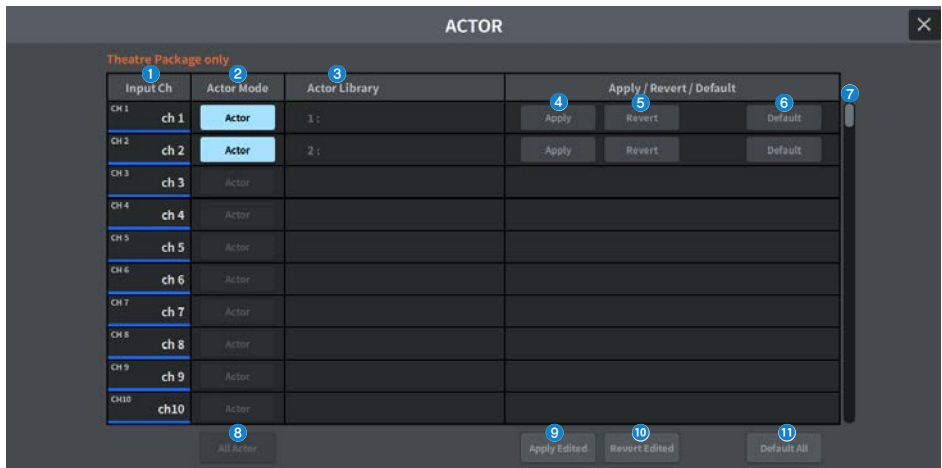 ACTOR
Theatre Package only
1 2 3
Input Ch Actor Mode Actor Library Apply / Revert / Default
4 5 6 7
CH 1 ch 1 Actor 1 : Apply Revert Default
CH 2 ch 2 Actor 2 : Apply Revert Default
CH 3 ch 3 Actor
CH 4 ch 4 Actor
CH 5 ch 5 Actor
CH 6 ch 6 Actor
CH 7 ch 7 Actor
CH 8 ch 8 Actor
CH 9 ch 9 Actor
CH10 ch10 Actor
8 9 10 11
All Actor Apply Edited Revert Edited Default All